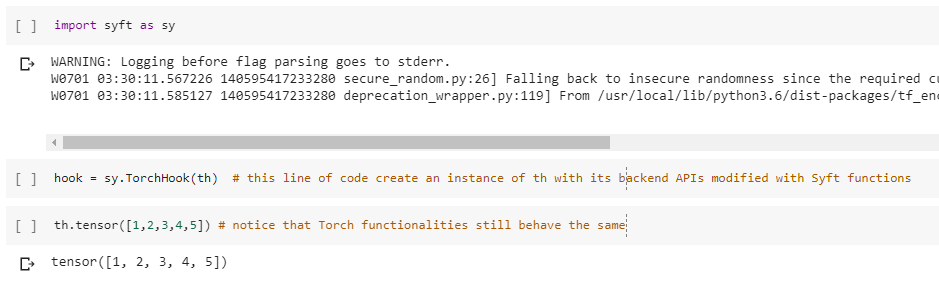 [ ] import syft as sy
WARNING: Logging before flag parsing goes to stderr.
W0701 03:30:11.567226 140595417233280 secure_random.py:26] Falling back to insecure randomness since the required
W0701 03:30:11.585127 140595417233280 deprecation_wrapper.py:119] From /usr/local/lib/python3.6/dist-packages/tf_en
[ ] hook = sy.TorchHook(th)  # this line of code create an instance of th with its backend APIs modified with Syft functions
[ ] th.tensor([1,2,3,4,5]) # notice that Torch functionalities still behave the same
tensor([1, 2, 3, 4, 5])